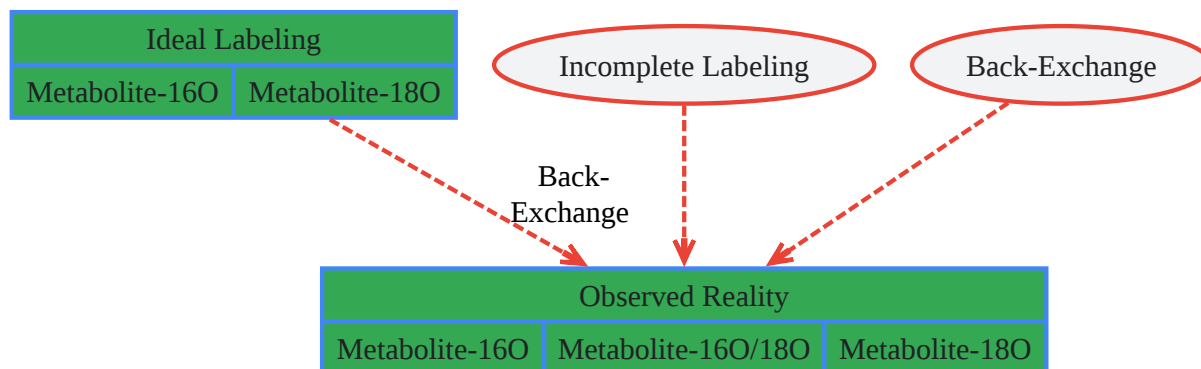 Ideal Labeling
Metabolite-16O
Metabolite-18O
Incomplete Labeling
Back-Exchange
Back-
Exchange
Observed Reality
Metabolite-16O
Metabolite-16O/18O
Metabolite-18O